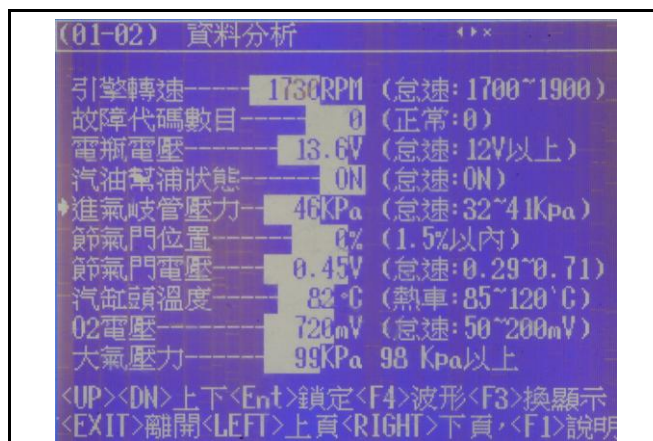 (01-02) 資料分析
引擎轉速------1730RPM (怠速:1700~1900)
故障代碼數目------0 (正常:0)
電瓶電壓------13.6V (怠速:12V以上)
汽油幫浦狀態------ON (怠速:ON)
進氣岐管壓力----46KPa (怠速:32~41Kpa)
節氣門位置------0% (1.5%以內)
節氣門電壓------0.45V (怠速:0.29~0.71)
汽缸頭溫度------82°C (熱車:85~120`C)
O2電壓------720mV (怠速:50~200mV)
大氣壓力------99KPa 98 Kpa以上
<UP><DN>上下<Ent>鎖定<F4>波形<F3>換顯示
<EXIT>離開<LEFT>上頁<RIGHT>下頁,<F1>說明